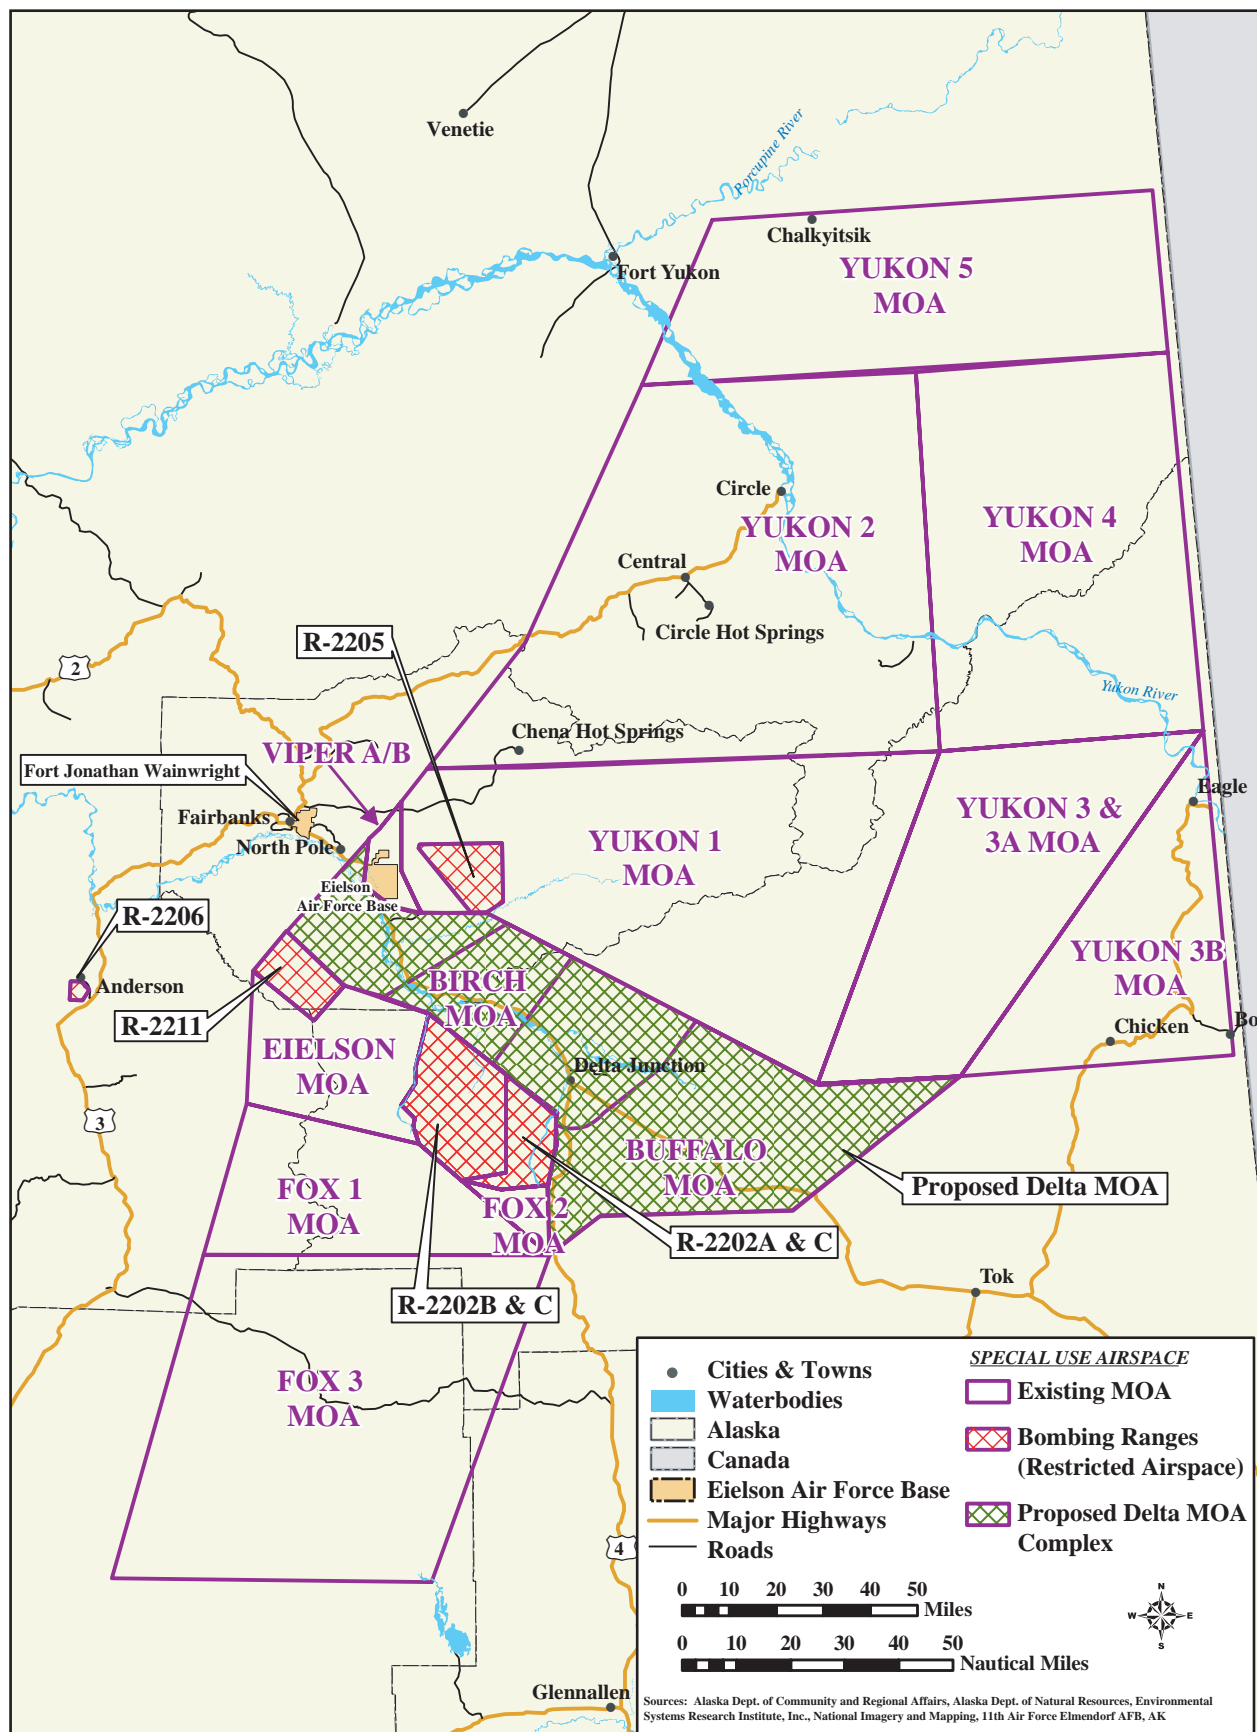 Venetie
Porcupine River
Chalkyitsik
Fort Yukon
YUKON 5
MOA
Circle
YUKON 2
MOA
YUKON 4
MOA
Central
Circle Hot Springs
R-2205
2
Yukon River
Chena Hot Springs
VIPER A/B
Fort Jonathan Wainwright
Fairbanks
North Pole
Eagle
YUKON 1
MOA
YUKON 3 &
3A MOA
Eielson
Air Force Base
R-2206
Anderson
R-2211
BIRCH
MOA
YUKON 3B
MOA
Bo
Chicken
EIELSON
MOA
Delta Junction
3
BUFFALO
MOA
Proposed Delta MOA
FOX 1
MOA
FOX 2
MOA
R-2202A & C
R-2202B & C
Tok
FOX 3
MOA
4
Glennallen
Cities & Towns
Waterbodies
Alaska
Canada
Eielson Air Force Base
Major Highways
Roads
SPECIAL USE AIRSPACE
Existing MOA
Bombing Ranges
(Restricted Airspace)
Proposed Delta MOA
Complex
0 10 20 30 40 50
Miles
0 10 20 30 40 50
Nautical Miles
N
W E
S
Sources: Alaska Dept. of Community and Regional Affairs, Alaska Dept. of Natural Resources, Environmental
Systems Research Institute, Inc., National Imagery and Mapping, 11th Air Force Elmendorf AFB, AK